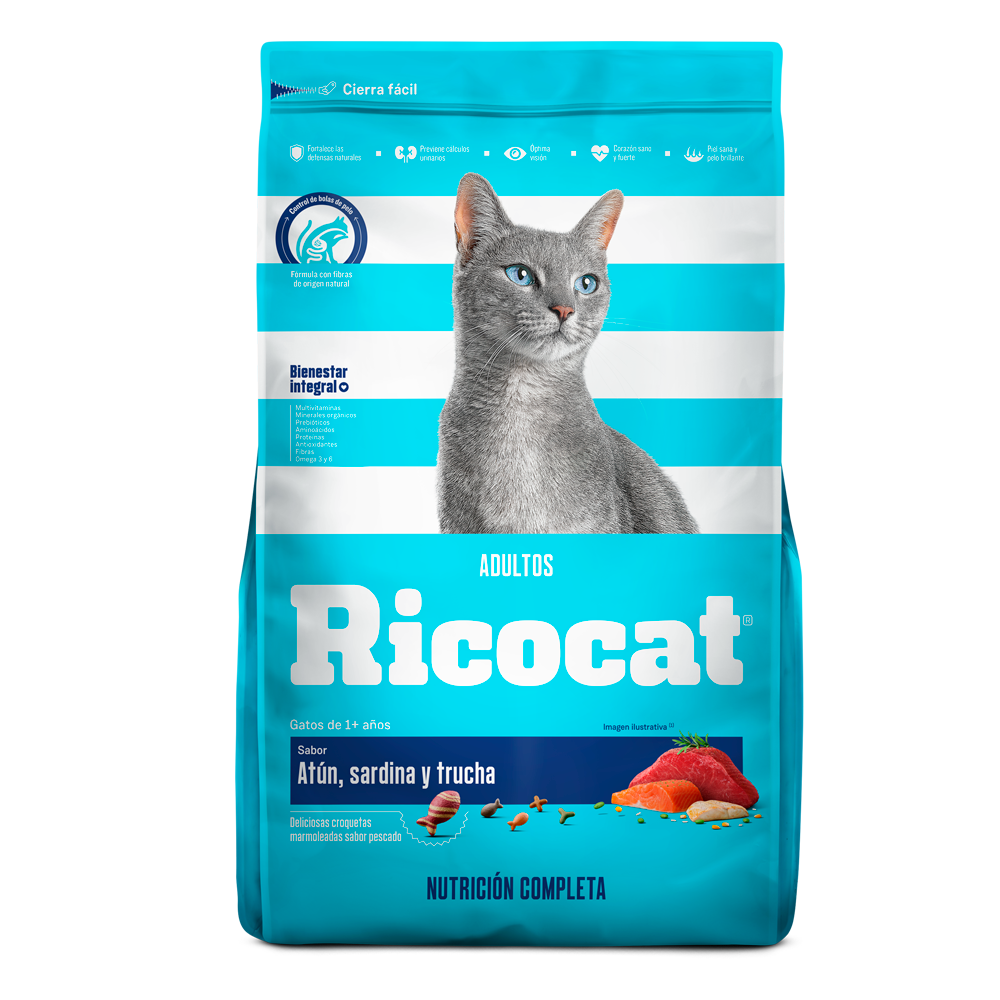 Cierra fácil
Fortalece las
defensas naturales
Previene cálculos
urinarios
Óptima
visión
Corazón sano
y fuerte
Piel sana y
pelo brillante
Control de bolas de pelo
Fórmula con fibras
de origen natural
Bienestar
integral
Multivitaminas
Minerales orgánicos
Prebióticos
Aminoácidos
Proteínas
Antioxidantes
Fibras
Omega 3 y 6
ADULTOS
Ricocat®
Gatos de 1+ años
Imagen ilustrativa
Sabor
Atún, sardina y trucha
Deliciosas croquetas
marmoleadas sabor pescado
NUTRICIÓN COMPLETA